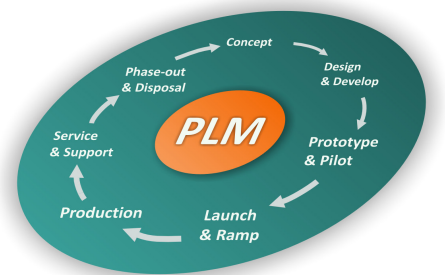 Concept
Design
& Develop
Prototype
& Pilot
Launch
& Ramp
Production
Service
& Support
Phase-out
& Disposal
PLM